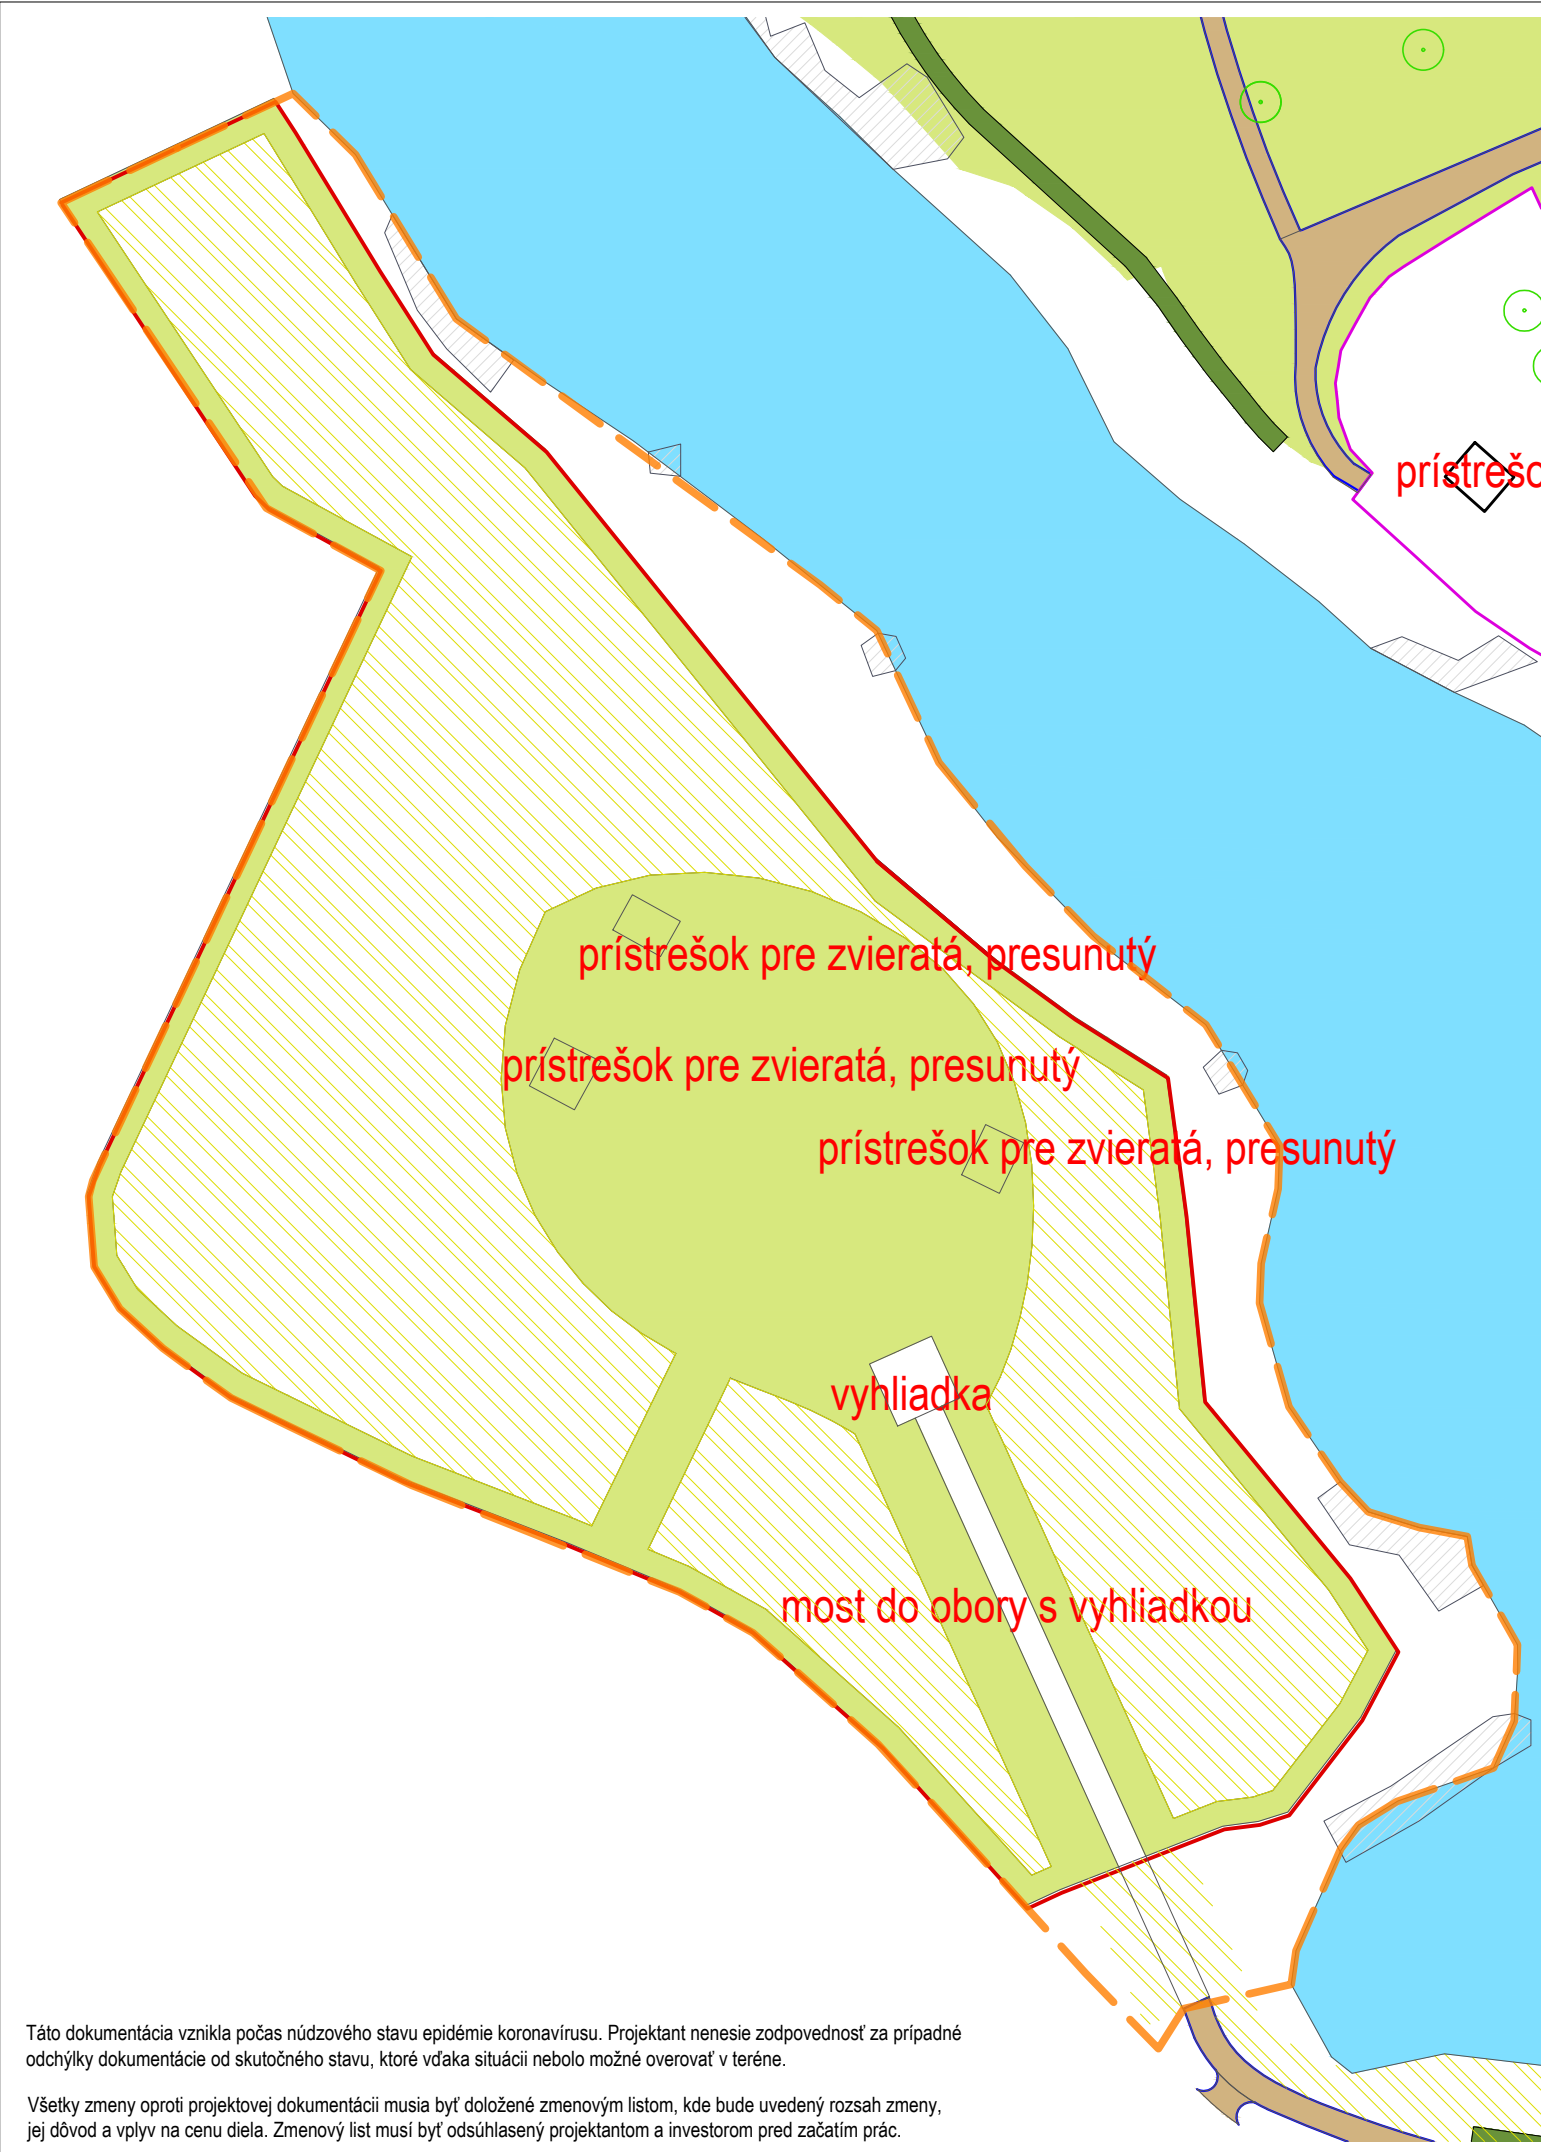 prístrešo
prístrešok pre zvieratá, presunutý
prístrešok pre zvieratá, presunutý
prístrešok pre zvieratá, presunutý
vyhliadka
most do obory s vyhliadkou
Táto dokumentácia vznikla počas núdzového stavu epidémie koronavírusu. Projektant nenesie zodpovednosť za prípadné
odchýlky dokumentácie od skutočného stavu, ktoré vďaka situácii nebolo možné overovať v teréne.
Všetky zmeny oproti projektovej dokumentácii musia byť doložené zmenovým listom, kde bude uvedený rozsah zmeny,
jej dôvod a vplyv na cenu diela. Zmenový list musí byť odsúhlasený projektantom a investorom pred začatím prác.